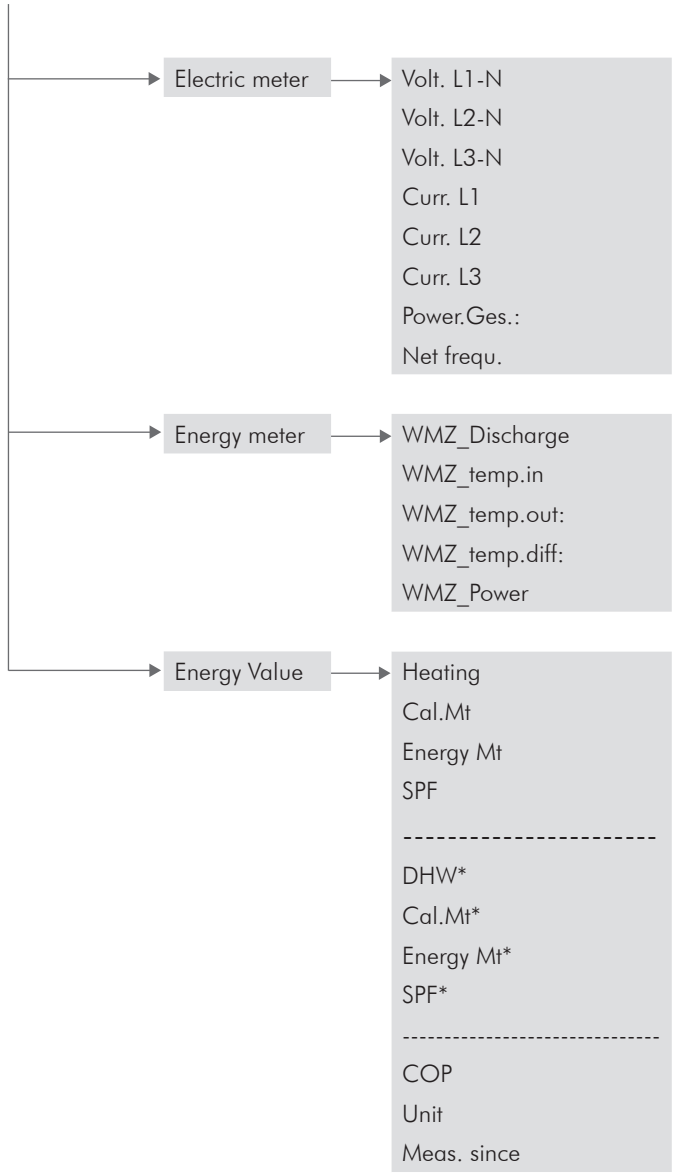 Electric meter
Volt. L1-N
Volt. L2-N
Volt. L3-N
Curr. L1
Curr. L2
Curr. L3
Power.Ges.:
Net frequ.
Energy meter
WMZ_Discharge
WMZ_temp.in
WMZ_temp.out:
WMZ_temp.diff:
WMZ_Power
Energy Value
Heating
Cal.Mt
Energy Mt
SPF
DHW*
Cal.Mt*
Energy Mt*
SPF*
COP
Unit
Meas. since